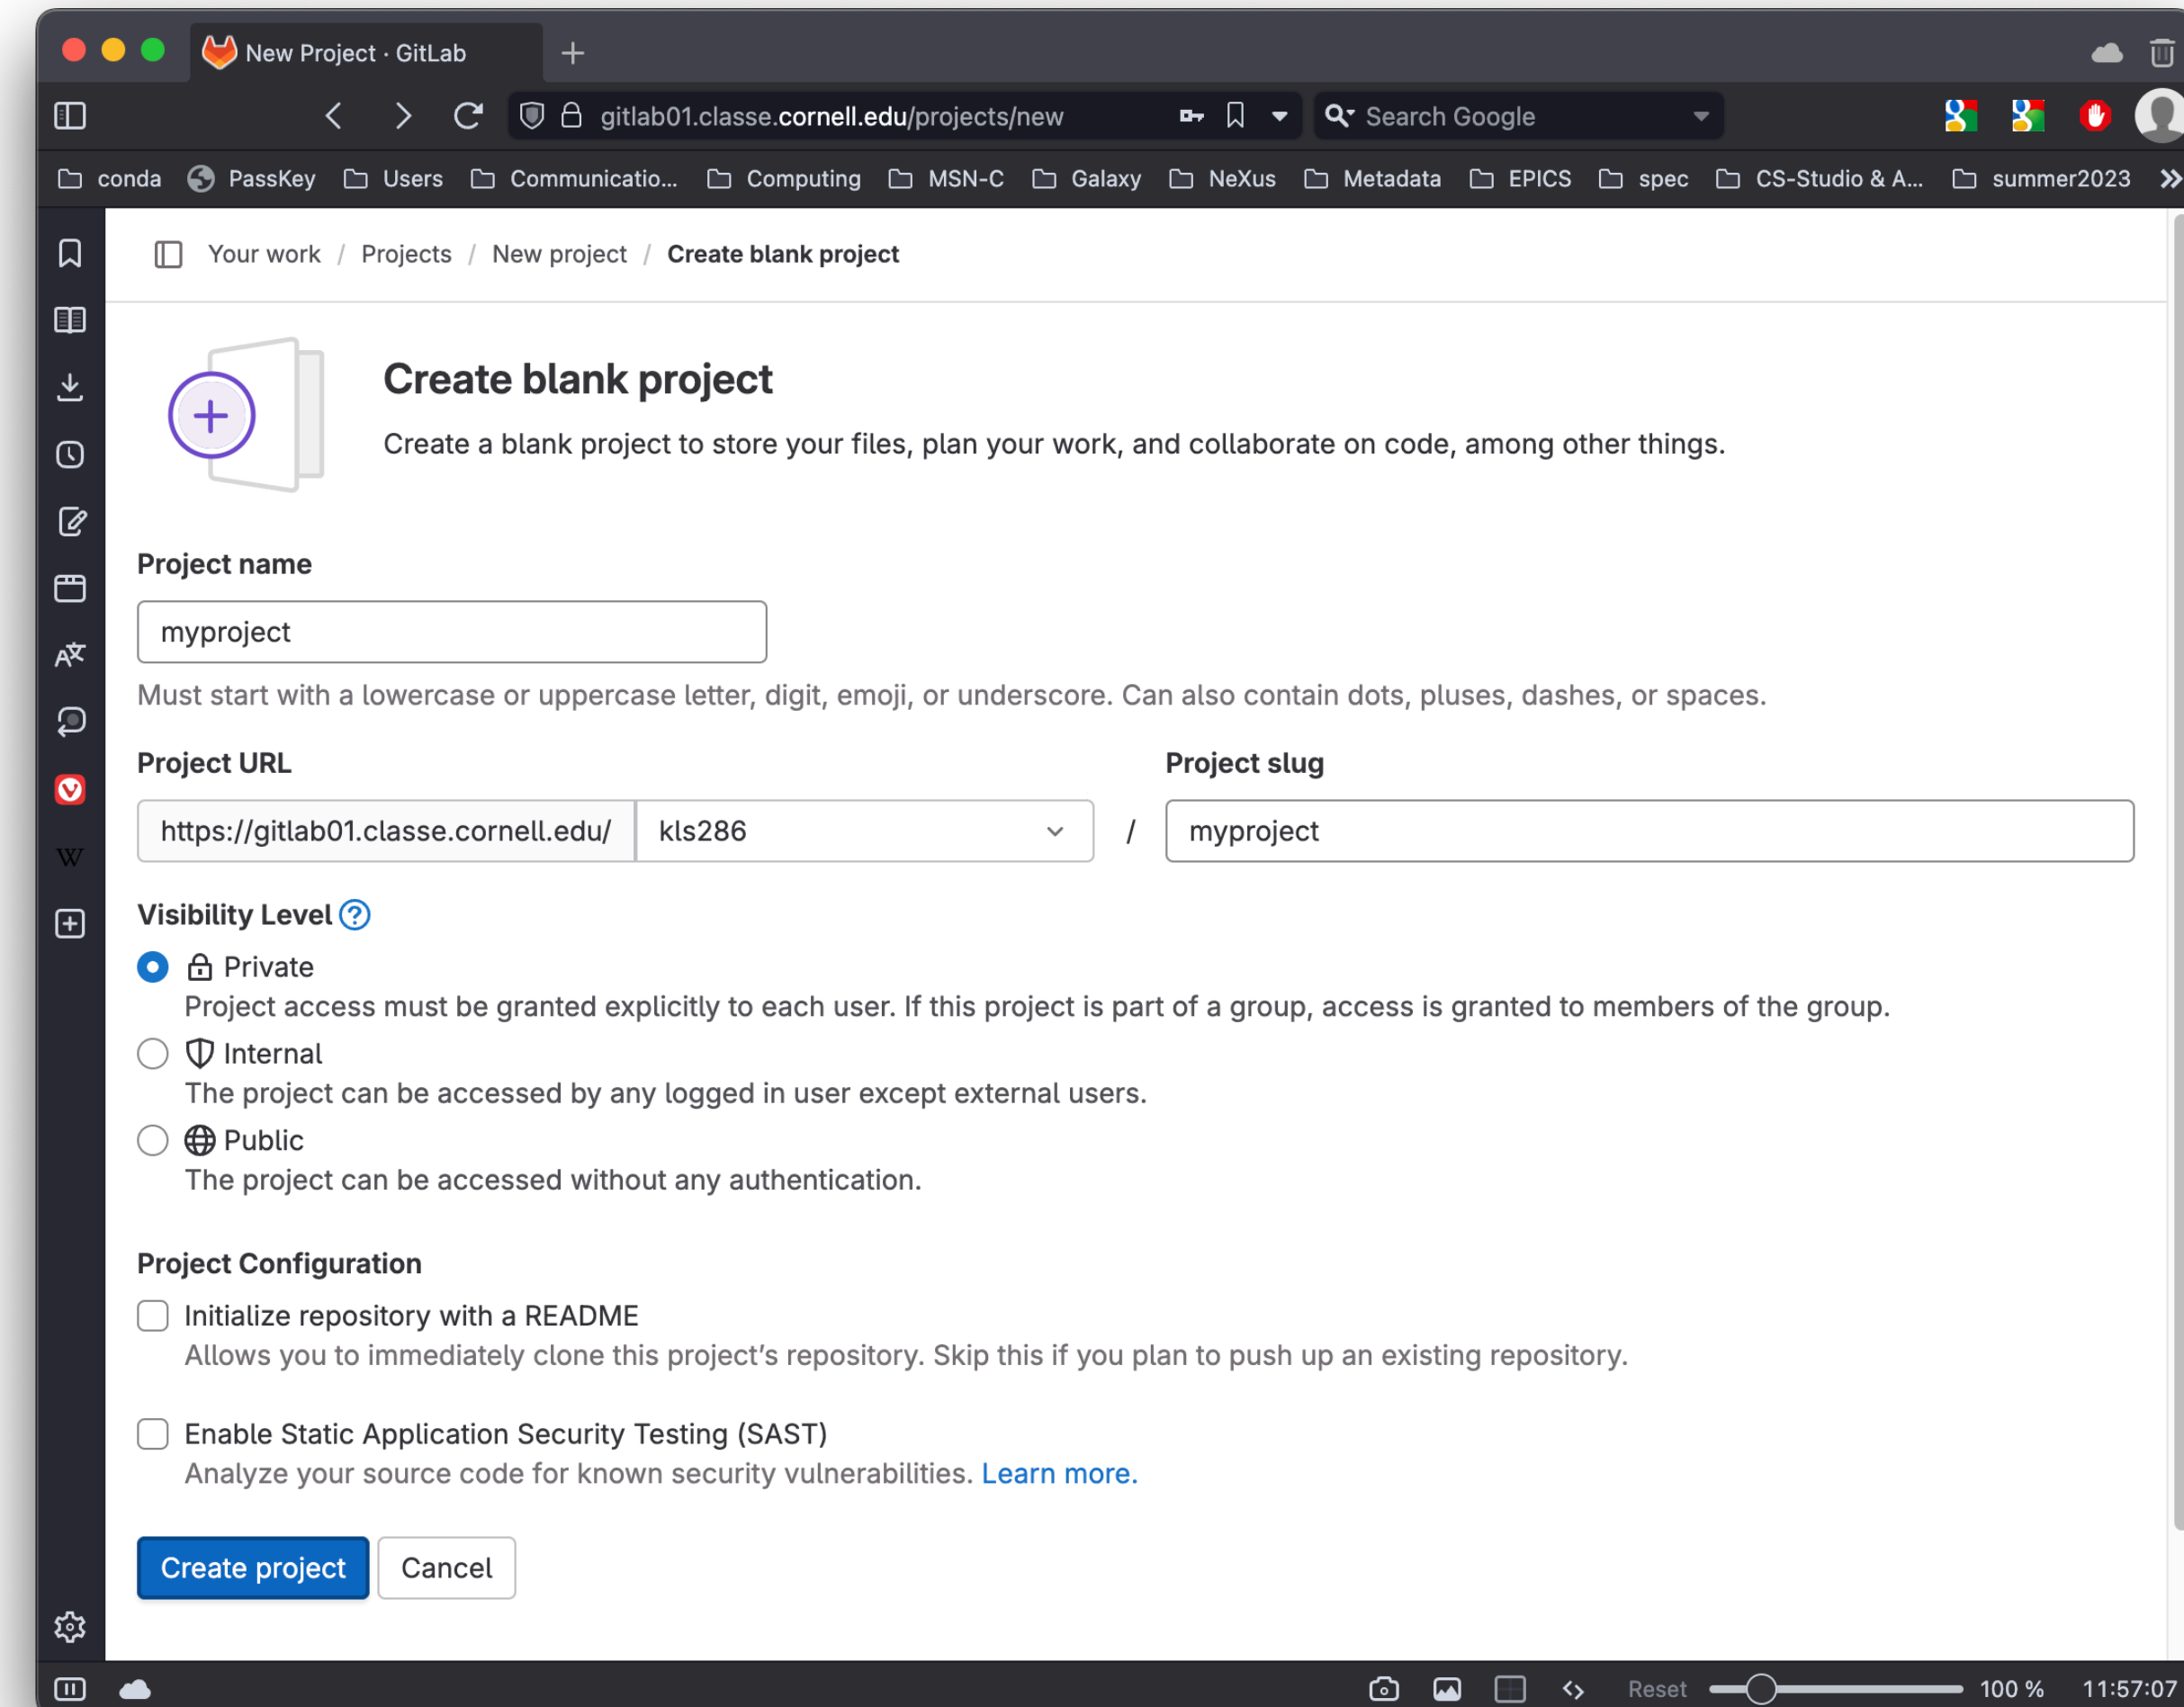 New Project · GitLab
gitlab01.classe.cornell.edu/projects/new
Search Google
conda PassKey Users Communicatio... Computing MSN-C Galaxy NeXus Metadata EPICS spec CS-Studio & A... summer2023
Your work / Projects / New project / Create blank project
Create blank project
Create a blank project to store your files, plan your work, and collaborate on code, among other things.
Project name
myproject
Must start with a lowercase or uppercase letter, digit, emoji, or underscore. Can also contain dots, pluses, dashes, or spaces.
Project URL
Project slug
https://gitlab01.classe.cornell.edu/ kls286 / myproject
Visibility Level
Private
Project access must be granted explicitly to each user. If this project is part of a group, access is granted to members of the group.
Internal
The project can be accessed by any logged in user except external users.
Public
The project can be accessed without any authentication.
Project Configuration
Initialize repository with a README
Allows you to immediately clone this project's repository. Skip this if you plan to push up an existing repository.
Enable Static Application Security Testing (SAST)
Analyze your source code for known security vulnerabilities. Learn more.
Create project Cancel
Reset 100 % 11:57:07